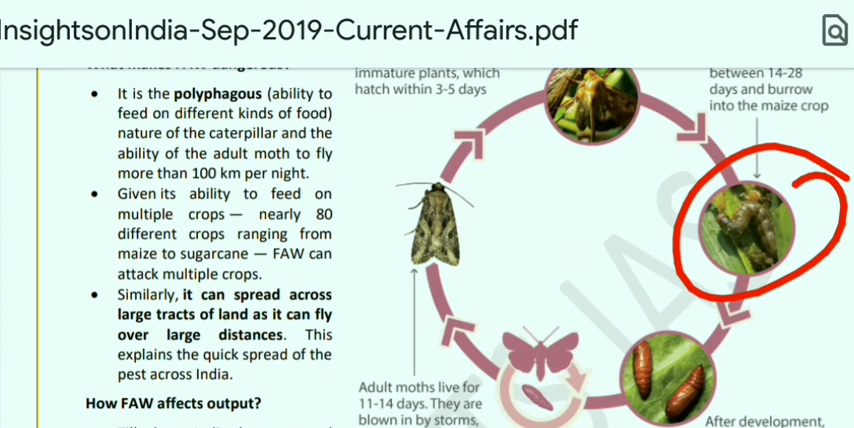 InsightsonIndia-Sep-2019-Current-Affairs.pdf
• It is the polyphagous (ability to
feed on different kinds of food)
nature of the caterpillar and the
ability of the adult moth to fly
more than 100 km per night.
• Given its ability to feed on
multiple crops — nearly 80
different crops ranging from
maize to sugarcane — FAW can
attack multiple crops.
• Similarly, it can spread across
large tracts of land as it can fly
over large distances. This
explains the quick spread of the
pest across India.
How FAW affects output?
immature plants, which
hatch within 3-5 days
between 14-28
days and burrow
into the maize crop
Adult moths live for
11-14 days. They are
blown in by storms,
After development,
IAS